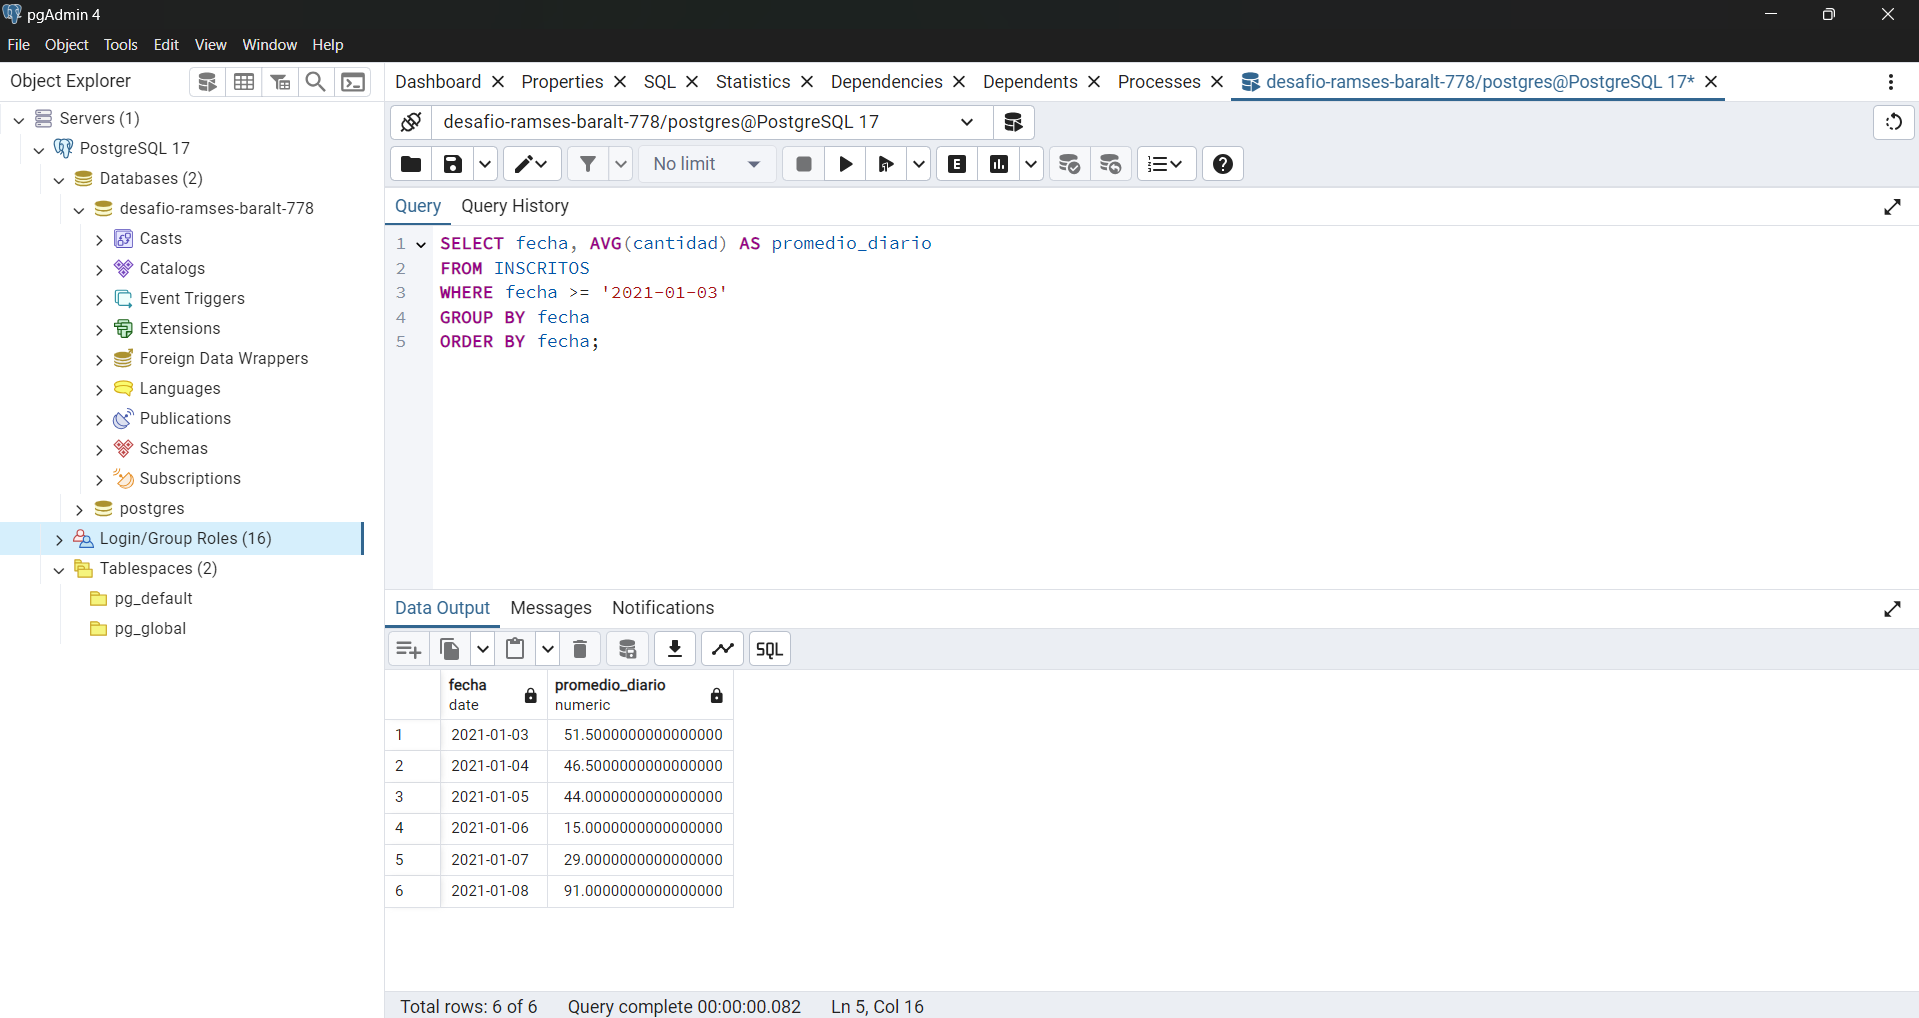 pgAdmin 4
File Object Tools Edit View Window Help
Object Explorer
Servers (1)
PostgreSQL 17
Databases (2)
desafio-ramses-baralt-778
Casts
Catalogs
Event Triggers
Extensions
Foreign Data Wrappers
Languages
Publications
Schemas
Subscriptions
postgres
Login/Group Roles (16)
Tablespaces (2)
pg_default
pg_global
Dashboard Properties SQL Statistics Dependencies Dependents Processes desafio-ramses-baralt-778/postgres@PostgreSQL 17*
desafio-ramses-baralt-778/postgres@PostgreSQL 17
No limit E
Query Query History
1 SELECT fecha, AVG(cantidad) AS promedio_diario
2 FROM INSCRITOS
3 WHERE fecha >= '2021-01-03'
4 GROUP BY fecha
5 ORDER BY fecha;
Data Output Messages Notifications
SQL
fecha promedio_diario
date numeric
1 2021-01-03 51.5000000000000000
2 2021-01-04 46.5000000000000000
3 2021-01-05 44.0000000000000000
4 2021-01-06 15.0000000000000000
5 2021-01-07 29.0000000000000000
6 2021-01-08 91.0000000000000000
Total rows: 6 of 6 Query complete 00:00:00.082 Ln 5, Col 16